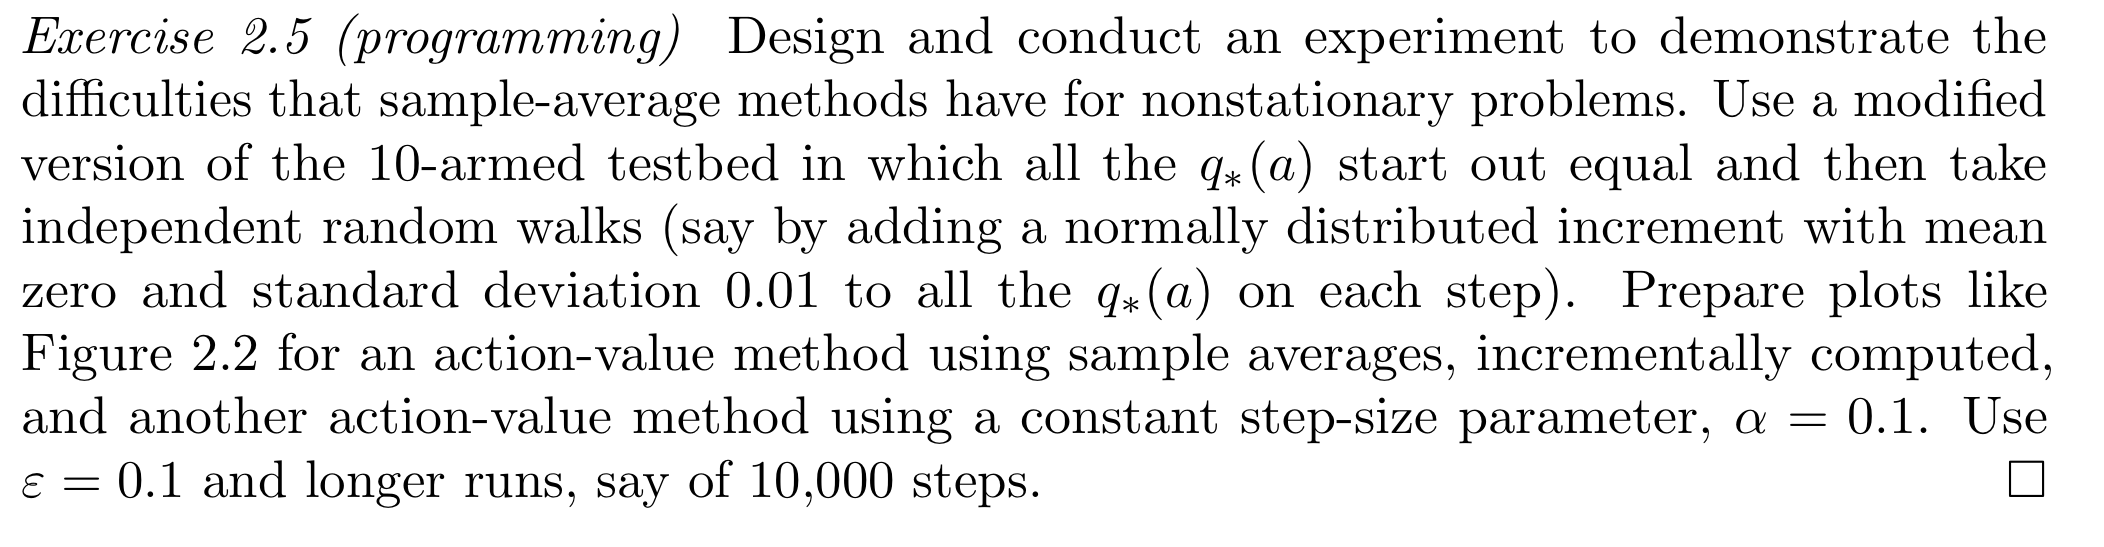 Exercise 2.5 (programming) Design and conduct an experiment to demonstrate the
difficulties that sample-average methods have for nonstationary problems. Use a modified
version of the 10-armed testbed in which all the q∗(a) start out equal and then take
independent random walks (say by adding a normally distributed increment with mean
zero and standard deviation 0.01 to all the q∗(a) on each step). Prepare plots like
Figure 2.2 for an action-value method using sample averages, incrementally computed,
and another action-value method using a constant step-size parameter, α = 0.1. Use
ε = 0.1 and longer runs, say of 10,000 steps. □